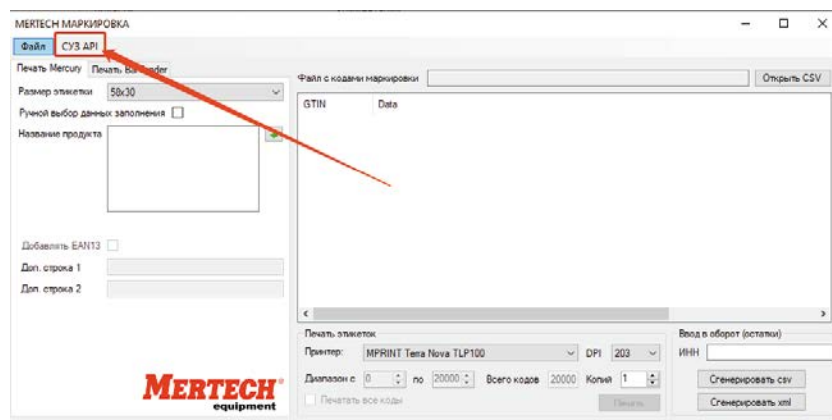 MERTECH МАРКИРОВКА
Файл СУЗ API
Печать Mercury Печать BarTender
Размер этикетки 58x30
Ручной выбор данных заполнения
Название продукта
Добавлять EAN13
Доп. строка 1
Доп. строка 2
MERTECH®
equipment
Файл с кодами маркировки Открыть CSV
GTIN Data
Печать этикеток
Принтер: MPRINT Terra Nova TLP100 DPI 203
Диапазон с 0 по 20000 Всего кодов 20000 Копий 1
Печатать все коды Печать
Ввод в оборот (остатки)
ИНН
Сгенерировать csv
Сгенерировать xml